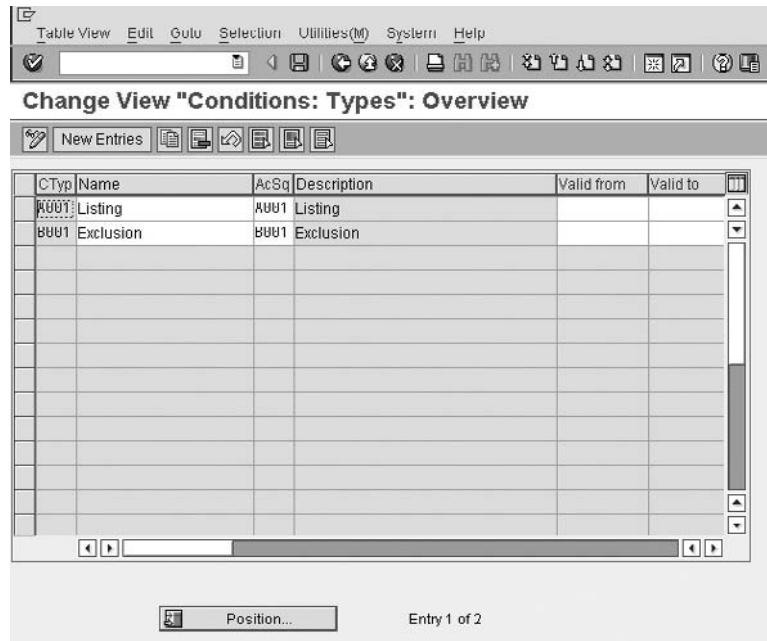 Table View Edit Goto Selection Utilities(M) System Help
Change View "Conditions: Types": Overview
New Entries
CTyp Name AcSq Description Valid from Valid to
A001 Listing A001 Listing
B001 Exclusion B001 Exclusion
Position... Entry 1 of 2